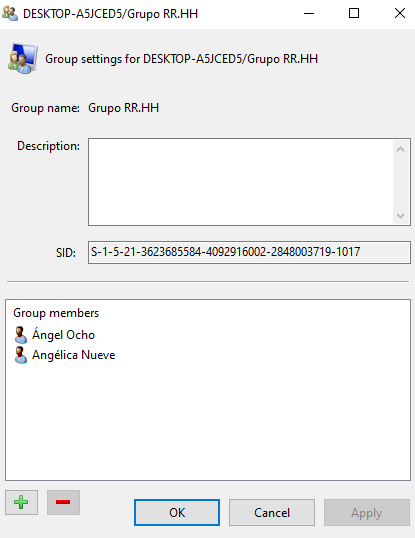 DESKTOP-A5JCED5/Grupo RR.HH
Group settings for DESKTOP-A5JCED5/Grupo RR.HH
Group name: Grupo RR.HH
Description:
SID: S-1-5-21-3623685584-4092916002-2848003719-1017
Group members
Ángel Ocho
Angélica Nueve
OK Cancel Apply